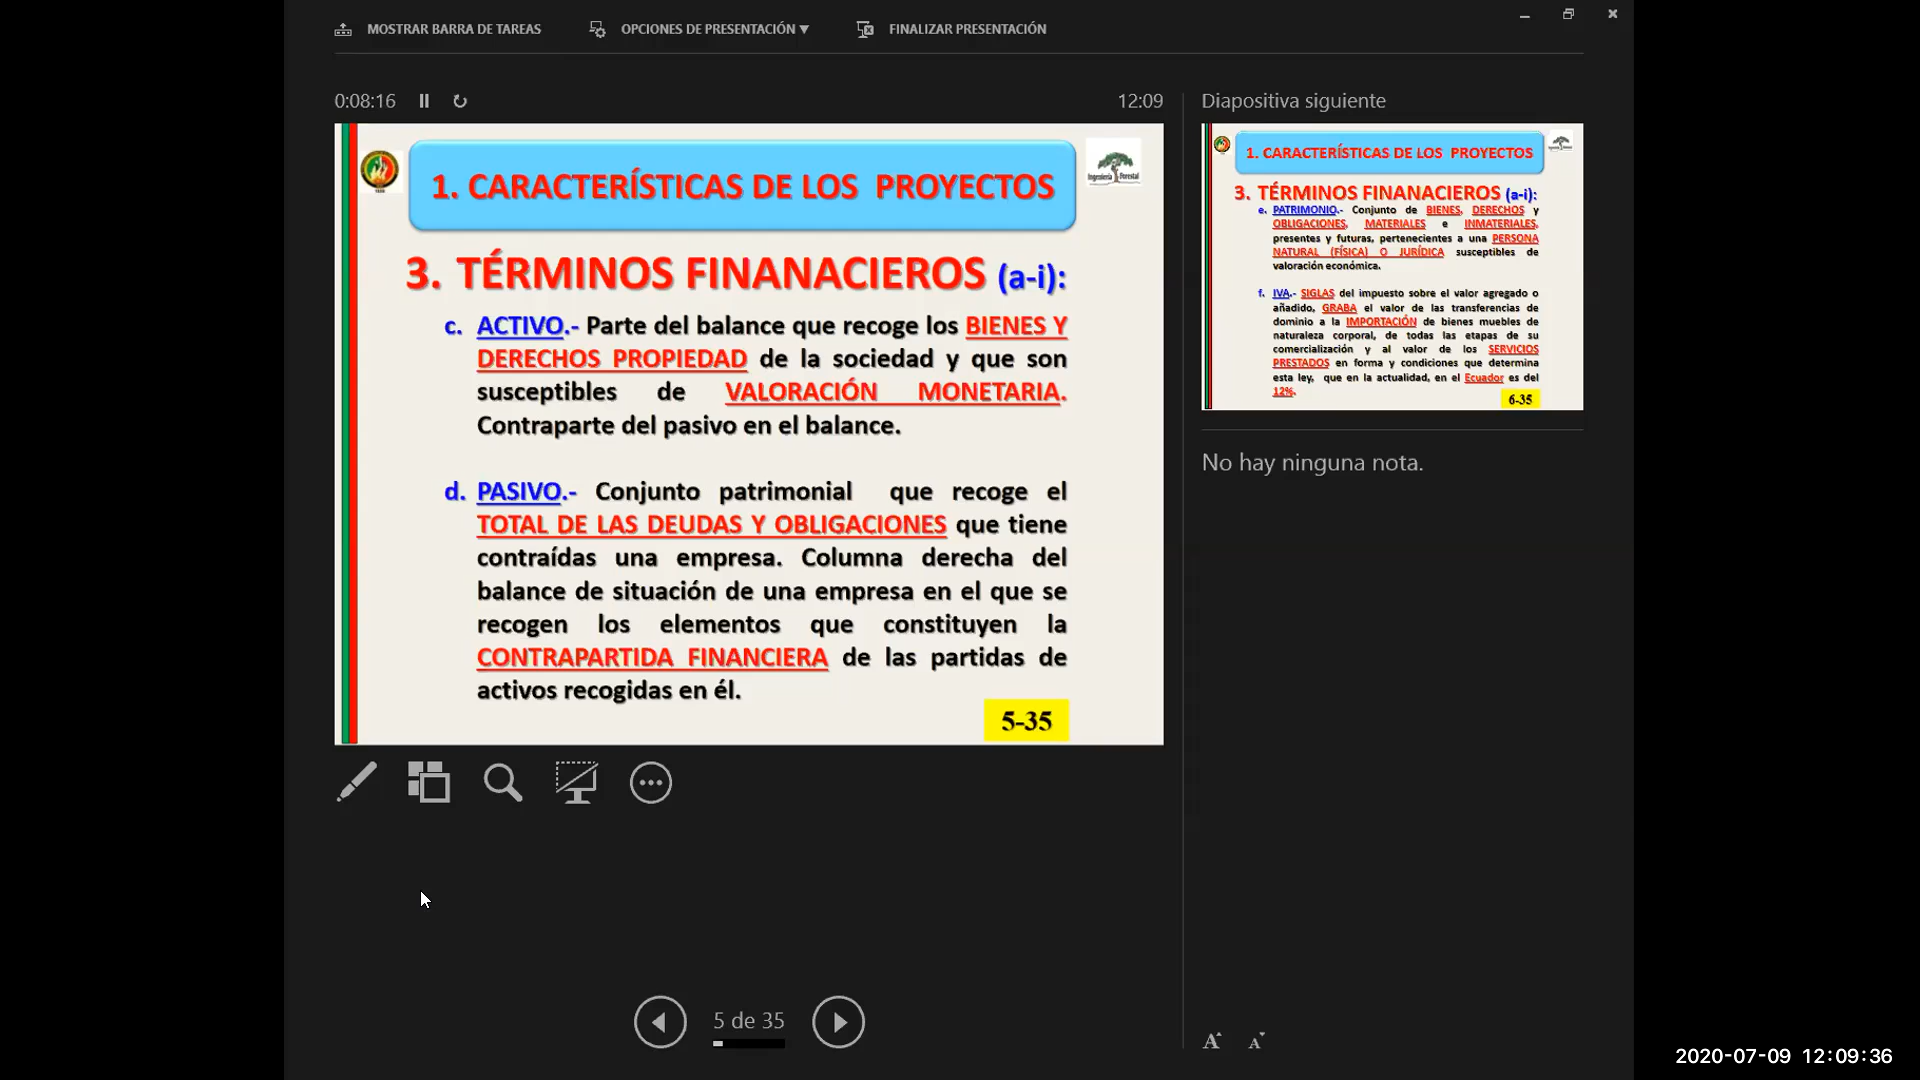 MOSTRAR BARRA DE TAREAS
OPCIONES DE PRESENTACIÓN ▼
FINALIZAR PRESENTACIÓN
0:08:16
12:09
1. CARACTERÍSTICAS DE LOS PROYECTOS
Ingeniería Forestal
3. TÉRMINOS FINANACIEROS (a-i):
c. ACTIVO.- Parte del balance que recoge los BIENES Y
DERECHOS PROPIEDAD de la sociedad y que son
susceptibles de VALORACIÓN MONETARIA.
Contraparte del pasivo en el balance.
d. PASIVO.- Conjunto patrimonial que recoge el
TOTAL DE LAS DEUDAS Y OBLIGACIONES que tiene
contraídas una empresa. Columna derecha del
balance de situación de una empresa en el que se
recogen los elementos que constituyen la
CONTRAPARTIDA FINANCIERA de las partidas de
activos recogidas en él.
5-35
5 de 35
Diapositiva siguiente
1. CARACTERÍSTICAS DE LOS PROYECTOS
3. TÉRMINOS FINANACIEROS (a-i):
e. PATRIMONIO.- Conjunto de BIENES, DERECHOS y
OBLIGACIONES, MATERIALES e INMATERIALES,
presentes y futuras, pertenecientes a una PERSONA
NATURAL (FÍSICA) O JURÍDICA susceptibles de
valoración económica.
f. IVA.- SIGLAS del impuesto sobre el valor agregado o
añadido, GRABA el valor de las transferencias de
dominio a la IMPORTACIÓN de bienes muebles de
naturaleza corporal, de todas las etapas de su
comercialización y al valor de los SERVICIOS
PRESTADOS en forma y condiciones que determina
esta ley, que en la actualidad, en el Ecuador es del
12%.
6-35
No hay ninguna nota.
A A
2020-07-09 12:09:36